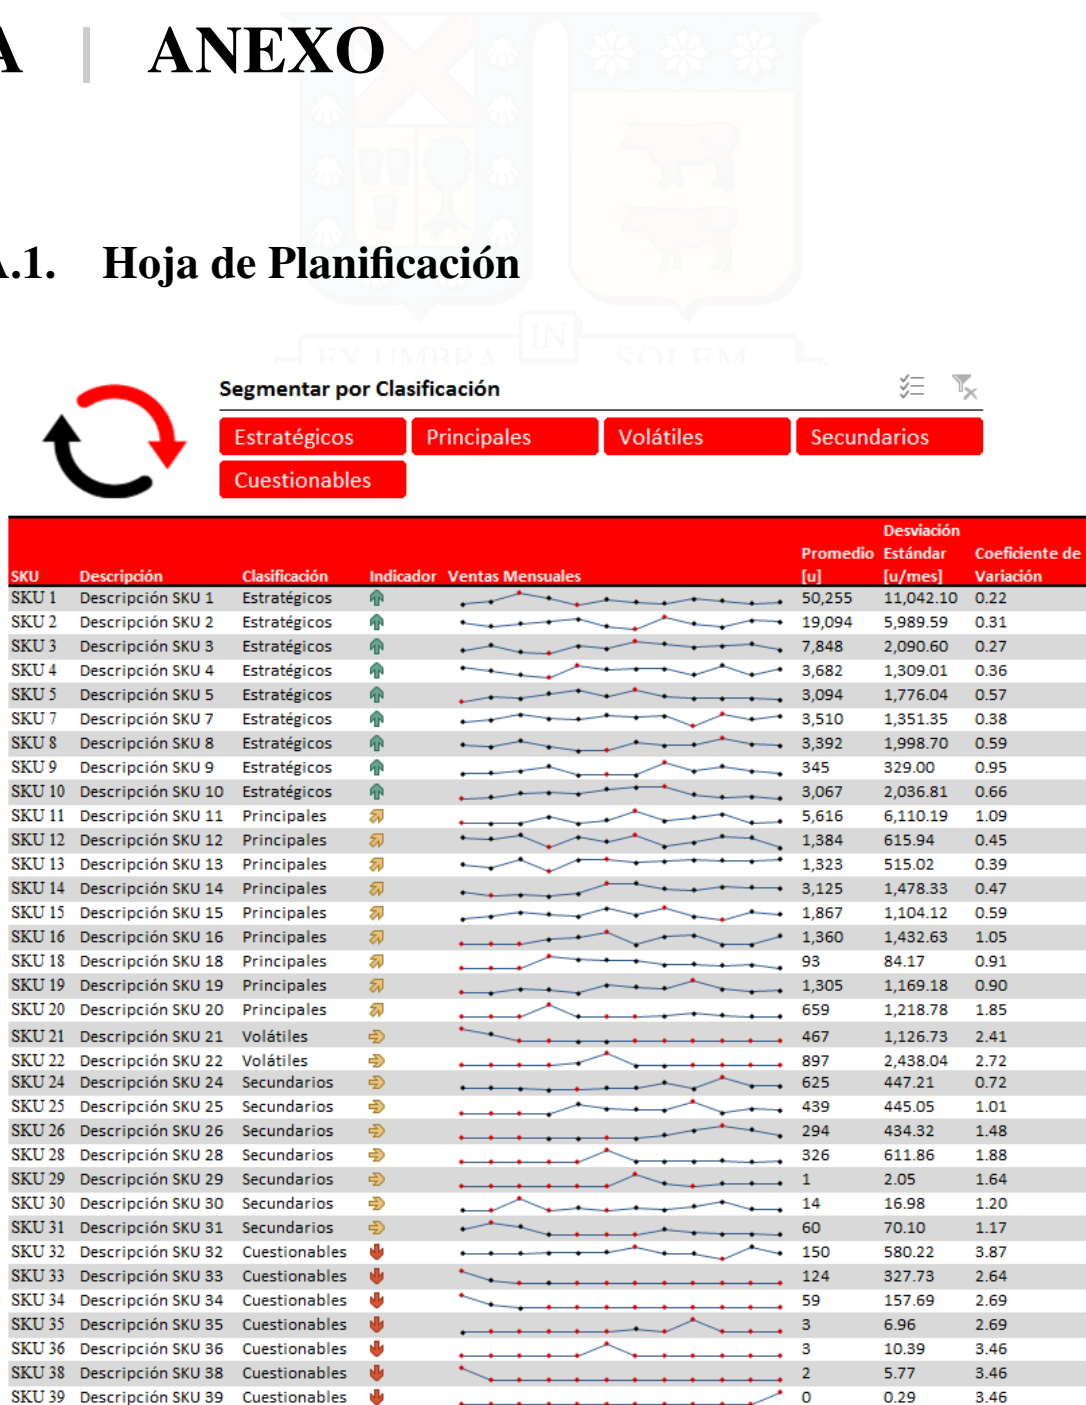 A | ANEXO
A.1. Hoja de Planificación
EX UMBRA IN SOLEM
Segmentar por Clasificación
Estratégicos Principales Volátiles Secundarios
Cuestionables
Desviación
Promedio Estándar Coeficiente de
SKU Descripción Clasificación Indicador Ventas Mensuales [u] [u/mes] Variación
SKU 1 Descripción SKU 1 Estratégicos 50,255 11,042.10 0.22
SKU 2 Descripción SKU 2 Estratégicos 19,094 5,989.59 0.31
SKU 3 Descripción SKU 3 Estratégicos 7,848 2,090.60 0.27
SKU 4 Descripción SKU 4 Estratégicos 3,682 1,309.01 0.36
SKU 5 Descripción SKU 5 Estratégicos 3,094 1,776.04 0.57
SKU 7 Descripción SKU 7 Estratégicos 3,510 1,351.35 0.38
SKU 8 Descripción SKU 8 Estratégicos 3,392 1,998.70 0.59
SKU 9 Descripción SKU 9 Estratégicos 345 329.00 0.95
SKU 10 Descripción SKU 10 Estratégicos 3,067 2,036.81 0.66
SKU 11 Descripción SKU 11 Principales 5,616 6,110.19 1.09
SKU 12 Descripción SKU 12 Principales 1,384 615.94 0.45
SKU 13 Descripción SKU 13 Principales 1,323 515.02 0.39
SKU 14 Descripción SKU 14 Principales 3,125 1,478.33 0.47
SKU 15 Descripción SKU 15 Principales 1,867 1,104.12 0.59
SKU 16 Descripción SKU 16 Principales 1,360 1,432.63 1.05
SKU 18 Descripción SKU 18 Principales 93 84.17 0.91
SKU 19 Descripción SKU 19 Principales 1,305 1,169.18 0.90
SKU 20 Descripción SKU 20 Principales 659 1,218.78 1.85
SKU 21 Descripción SKU 21 Volátiles 467 1,126.73 2.41
SKU 22 Descripción SKU 22 Volátiles 897 2,438.04 2.72
SKU 24 Descripción SKU 24 Secundarios 625 447.21 0.72
SKU 25 Descripción SKU 25 Secundarios 439 445.05 1.01
SKU 26 Descripción SKU 26 Secundarios 294 434.32 1.48
SKU 28 Descripción SKU 28 Secundarios 326 611.86 1.88
SKU 29 Descripción SKU 29 Secundarios 1 2.05 1.64
SKU 30 Descripción SKU 30 Secundarios 14 16.98 1.20
SKU 31 Descripción SKU 31 Secundarios 60 70.10 1.17
SKU 32 Descripción SKU 32 Cuestionables 150 580.22 3.87
SKU 33 Descripción SKU 33 Cuestionables 124 327.73 2.64
SKU 34 Descripción SKU 34 Cuestionables 59 157.69 2.69
SKU 35 Descripción SKU 35 Cuestionables 3 6.96 2.69
SKU 36 Descripción SKU 36 Cuestionables 3 10.39 3.46
SKU 38 Descripción SKU 38 Cuestionables 2 5.77 3.46
SKU 39 Descripción SKU 39 Cuestionables 0 0.29 3.46